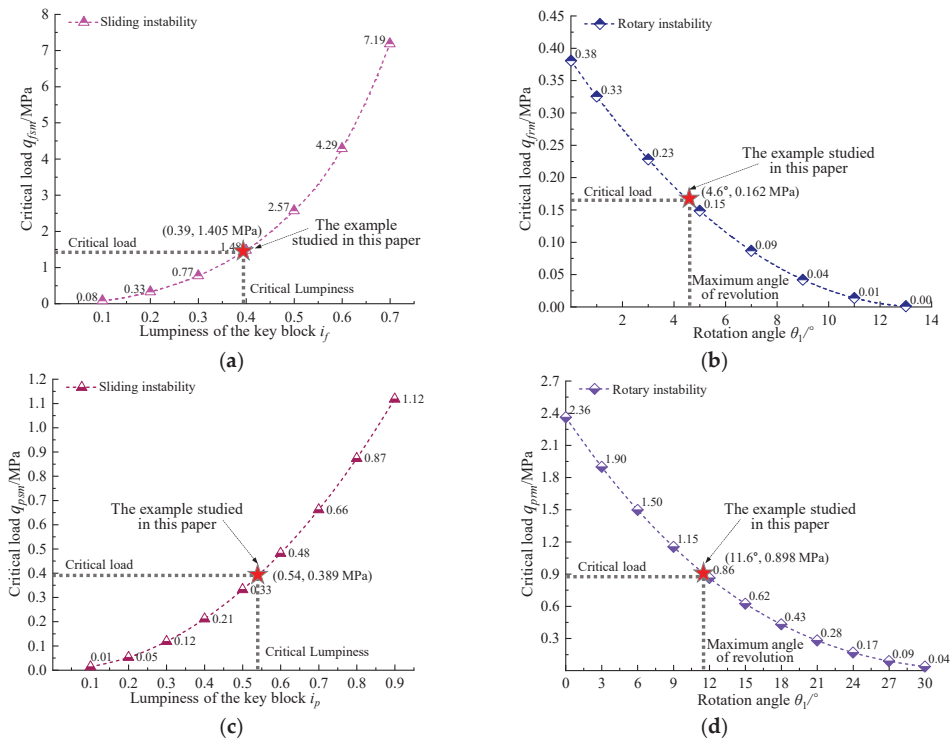 Sliding instability
Critical load q_fsm/MPa
8
7
6
5
4
3
2
1
0
7.19
4.29
2.57
1.48
0.77
0.33
0.08
(0.39, 1.405 MPa)
The example
studied in this paper
Critical load
Critical Lumpiness
0.1 0.2 0.3 0.4 0.5 0.6 0.7
Lumpiness of the key block i_f
(a)
Rotary instability
Critical load q_frm/MPa
0.45
0.40
0.35
0.30
0.25
0.20
0.15
0.10
0.05
0.00
0.38
0.33
0.23
The example studied
in this paper
(4.6°, 0.162 MPa)
Critical load
0.15
0.09
0.04
0.01
0.00
Maximum angle
of revolution
2 4 6 8 10 12 14
Rotation angle θ₁/°
(b)
Sliding instability
Critical load q_psm/MPa
1.2
1.1
1.0
0.9
0.8
0.7
0.6
0.5
0.4
0.3
0.2
0.1
0.0
1.12
0.87
0.66
0.48
The example studied
in this paper
Critical load
(0.54, 0.389 MPa)
0.33
0.21
0.12
0.05
0.01
Critical Lumpiness
0.1 0.2 0.3 0.4 0.5 0.6 0.7 0.8 0.9
Lumpiness of the key block i_p
(c)
Rotary instability
Critical load q_prm/MPa
2.7
2.4
2.1
1.8
1.5
1.2
0.9
0.6
0.3
2.36
1.90
1.50
1.15
The example studied
in this paper
(11.6°, 0.898 MPa)
Critical load
0.86
0.62
0.43
0.28
0.17
0.09
0.04
Maximum angle
of revolution
0 3 6 9 12 15 18 21 24 27 30
Rotation angle θ₁/°
(d)